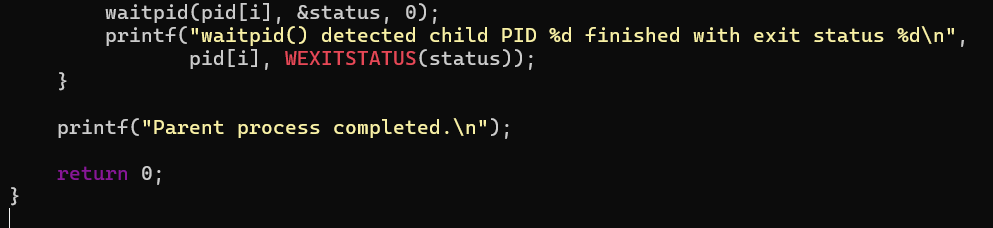 waitpid(pid[i], &status, 0);
        printf("waitpid() detected child PID %d finished with exit status %d\n",
               pid[i], WEXITSTATUS(status));
    }

    printf("Parent process completed.\n");

    return 0;
}